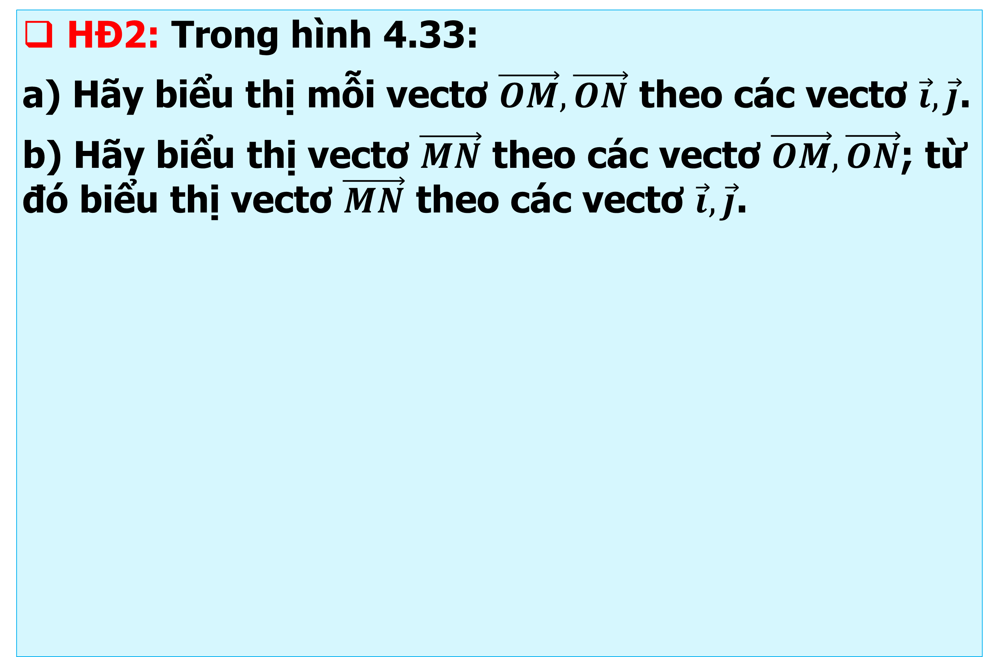 ❑ HĐ2: Trong hình 4.33:
a) Hãy biểu thị mỗi vectơ $\overrightarrow{OM}, \overrightarrow{ON}$ theo các vectơ $\vec{i}, \vec{j}$.
b) Hãy biểu thị vectơ $\overrightarrow{MN}$ theo các vectơ $\overrightarrow{OM}, \overrightarrow{ON}$; từ
đó biểu thị vectơ $\overrightarrow{MN}$ theo các vectơ $\vec{i}, \vec{j}$.